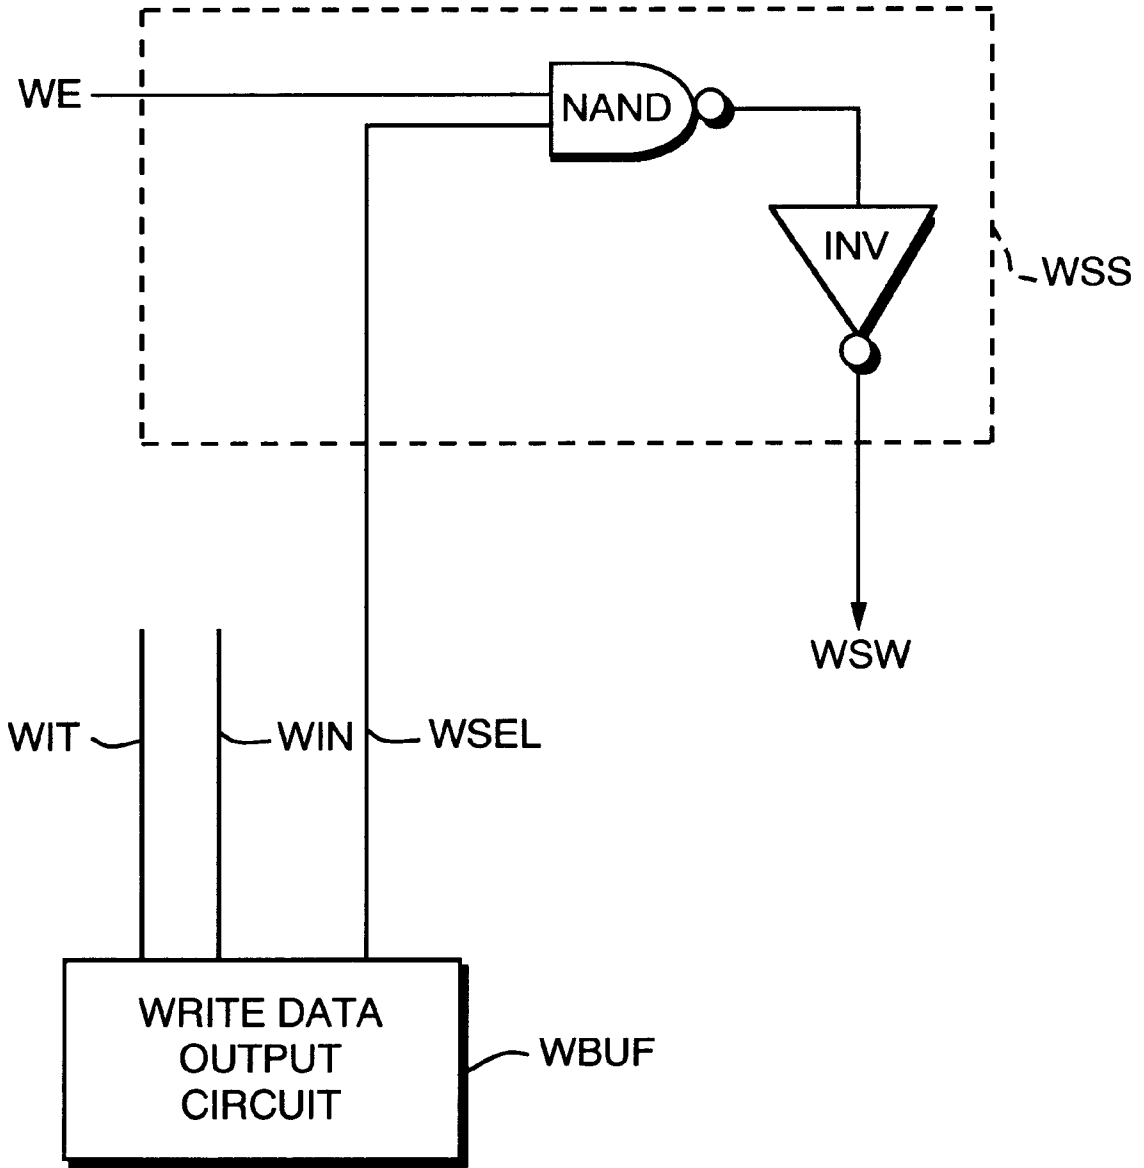 WE
NAND
INV
WSS
WSW
WIT
WIN
WSEL
WRITE DATA
OUTPUT
CIRCUIT
WBUF